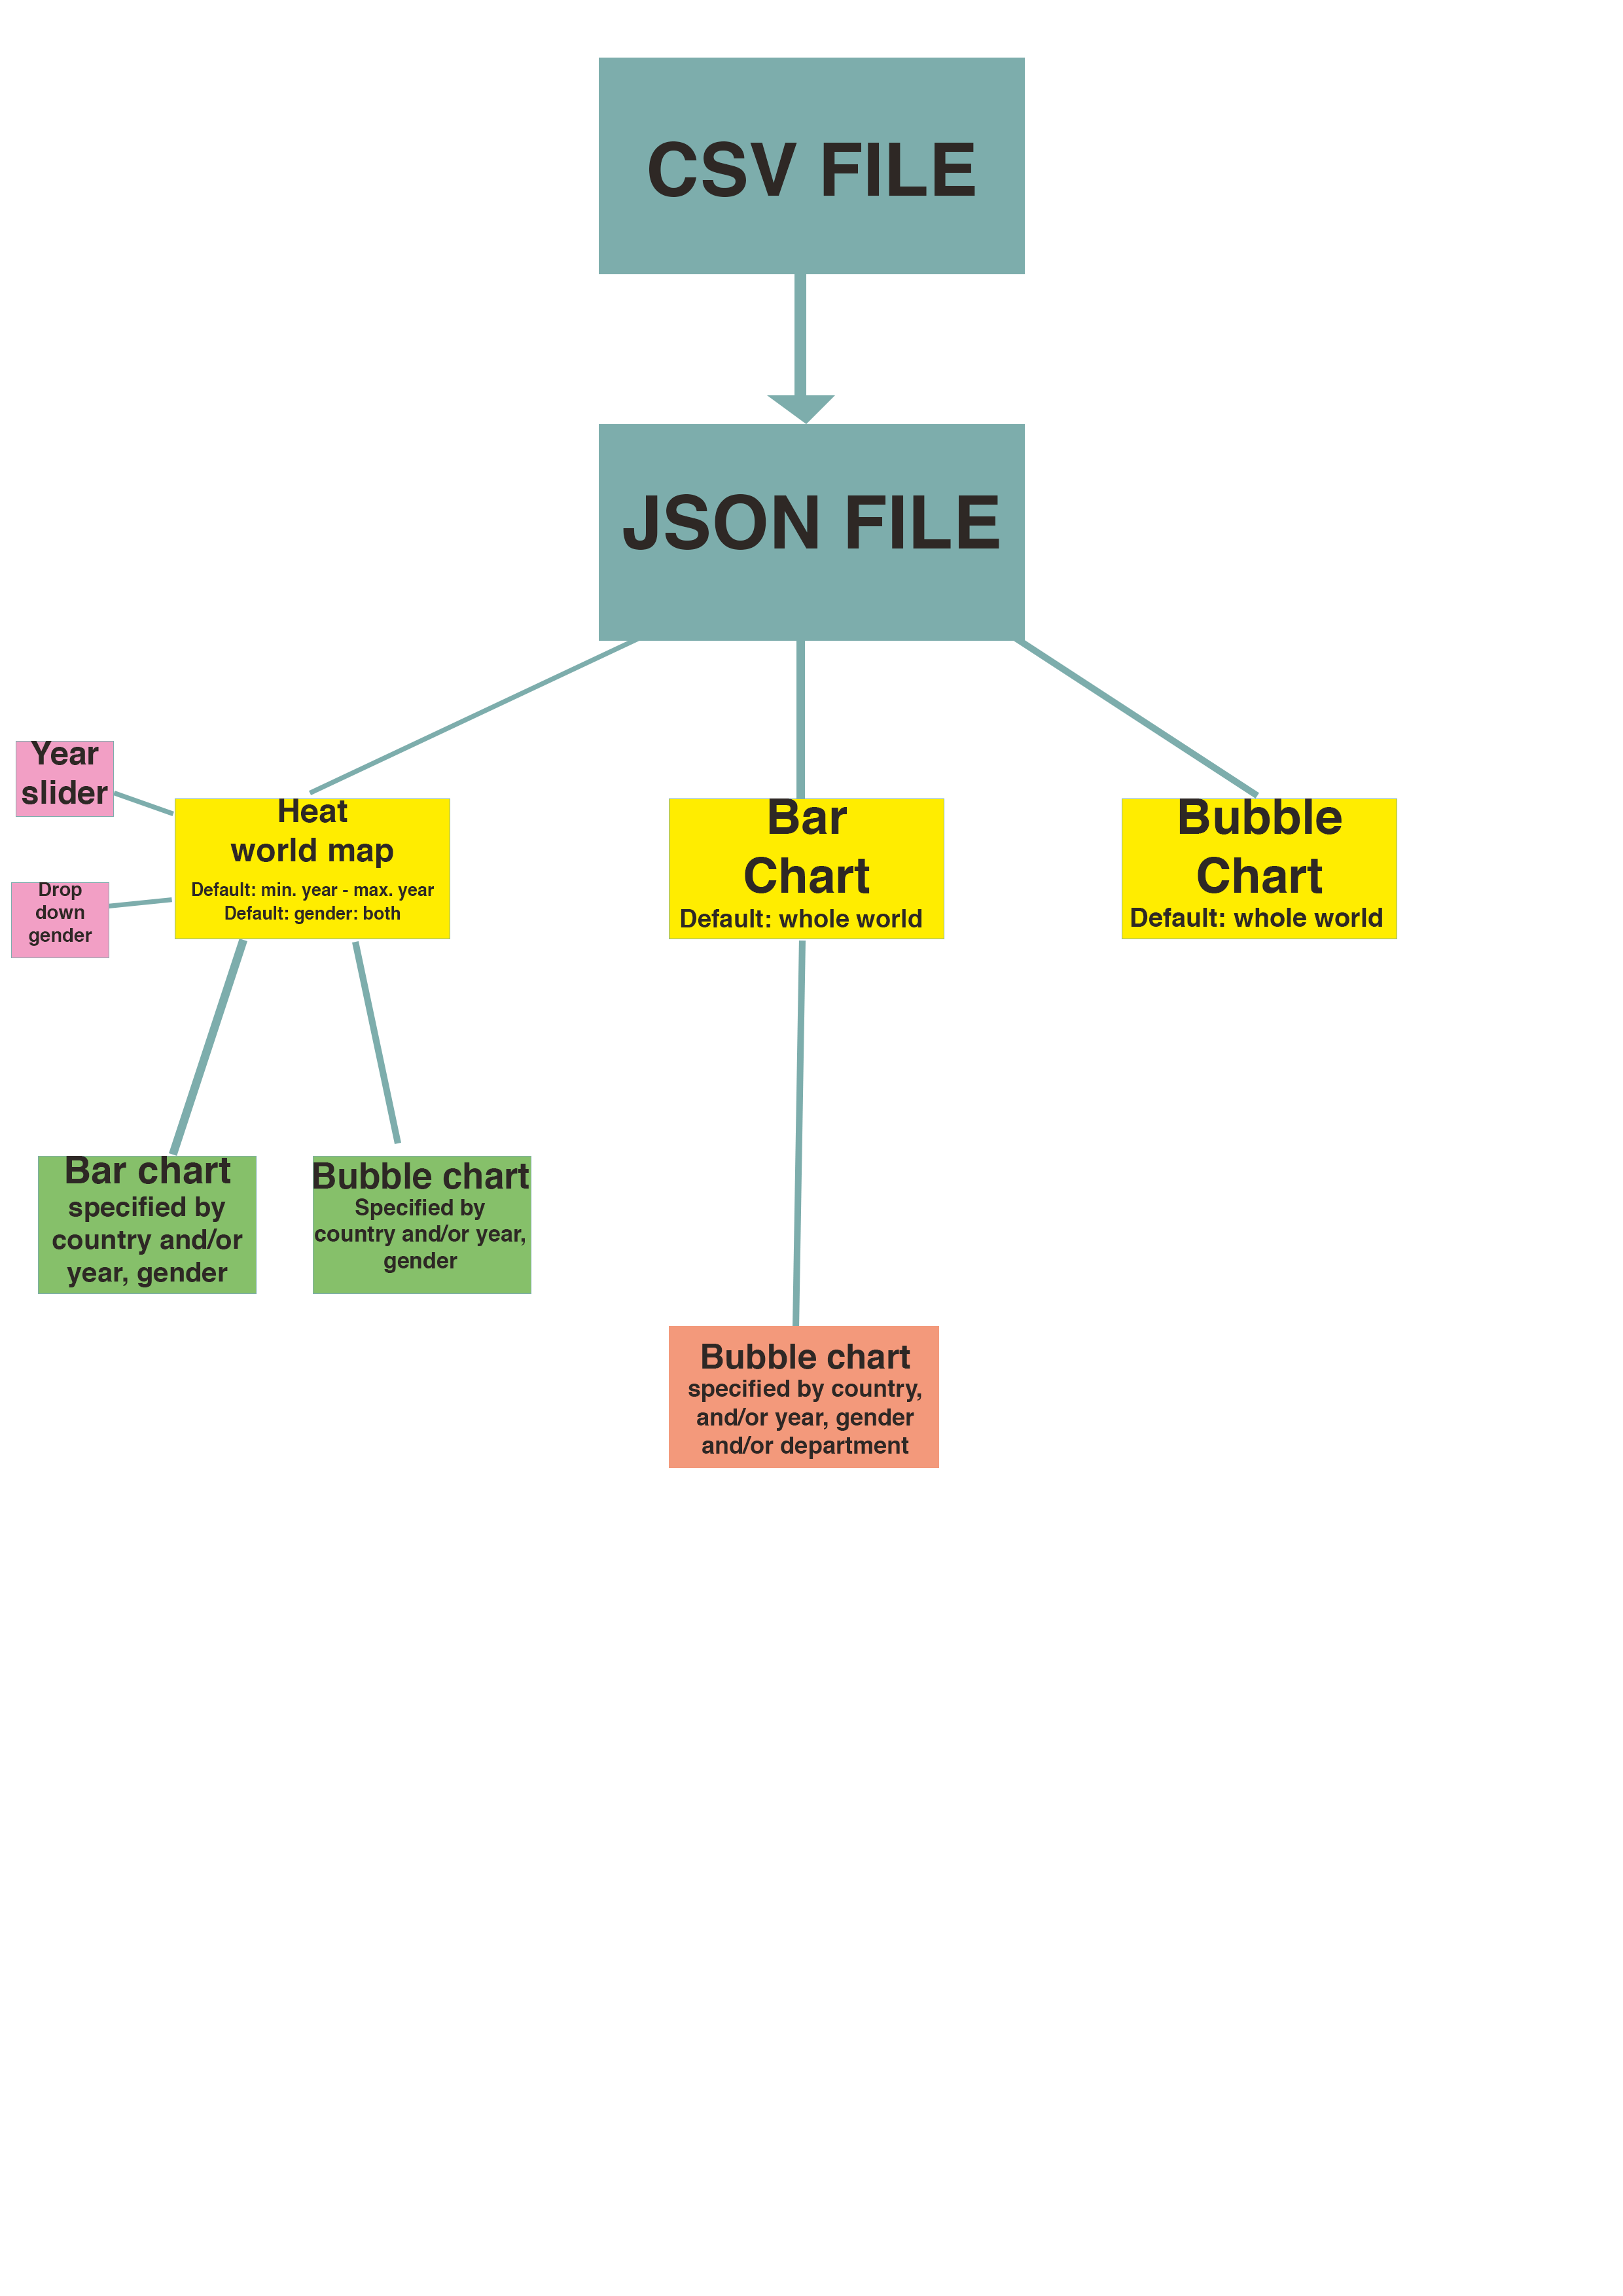 CSV FILE
JSON FILE
Year
slider
Drop
down
gender
Heat
world map
Default: min. year - max. year
Default: gender: both
Bar
Chart
Default: whole world
Bubble
Chart
Default: whole world
Bar chart
specified by
country and/or
year, gender
Bubble chart
Specified by
country and/or year,
gender
Bubble chart
specified by country,
and/or year, gender
and/or department